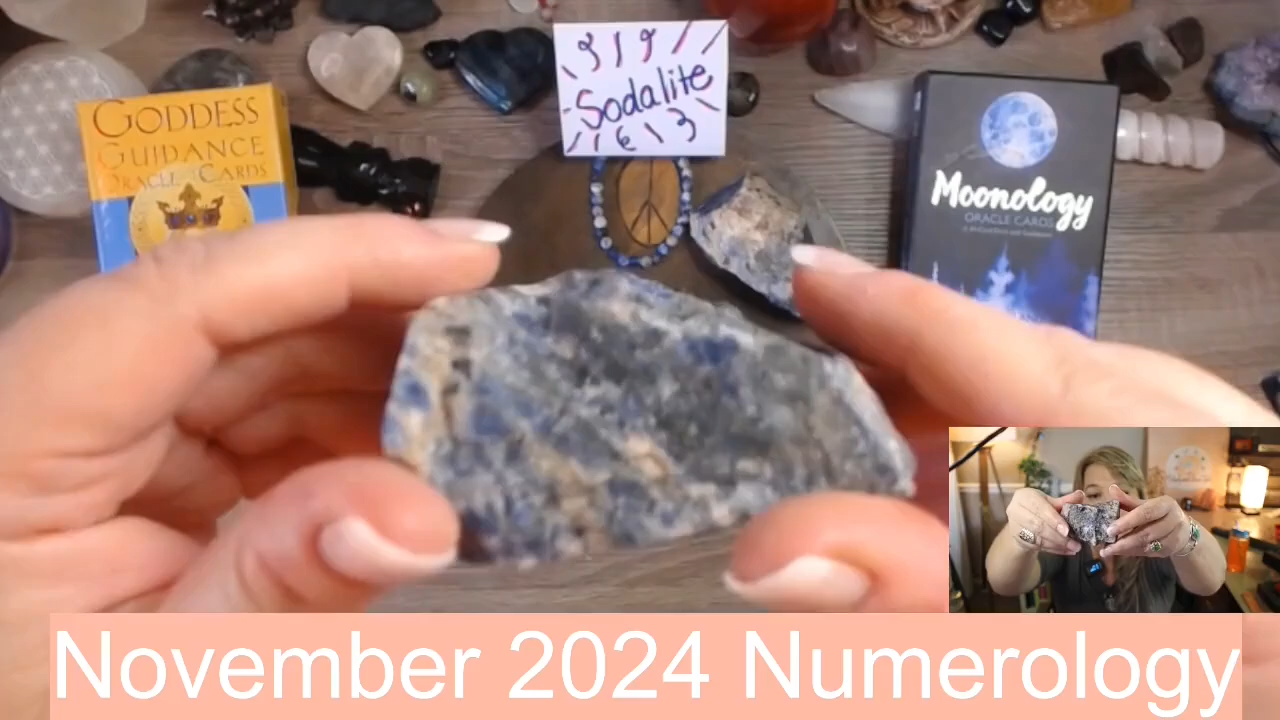 GODDESS
GUIDANCE
ORACLE CARDS
Sodalite
Moonology
ORACLE CARDS
November 2024 Numerology